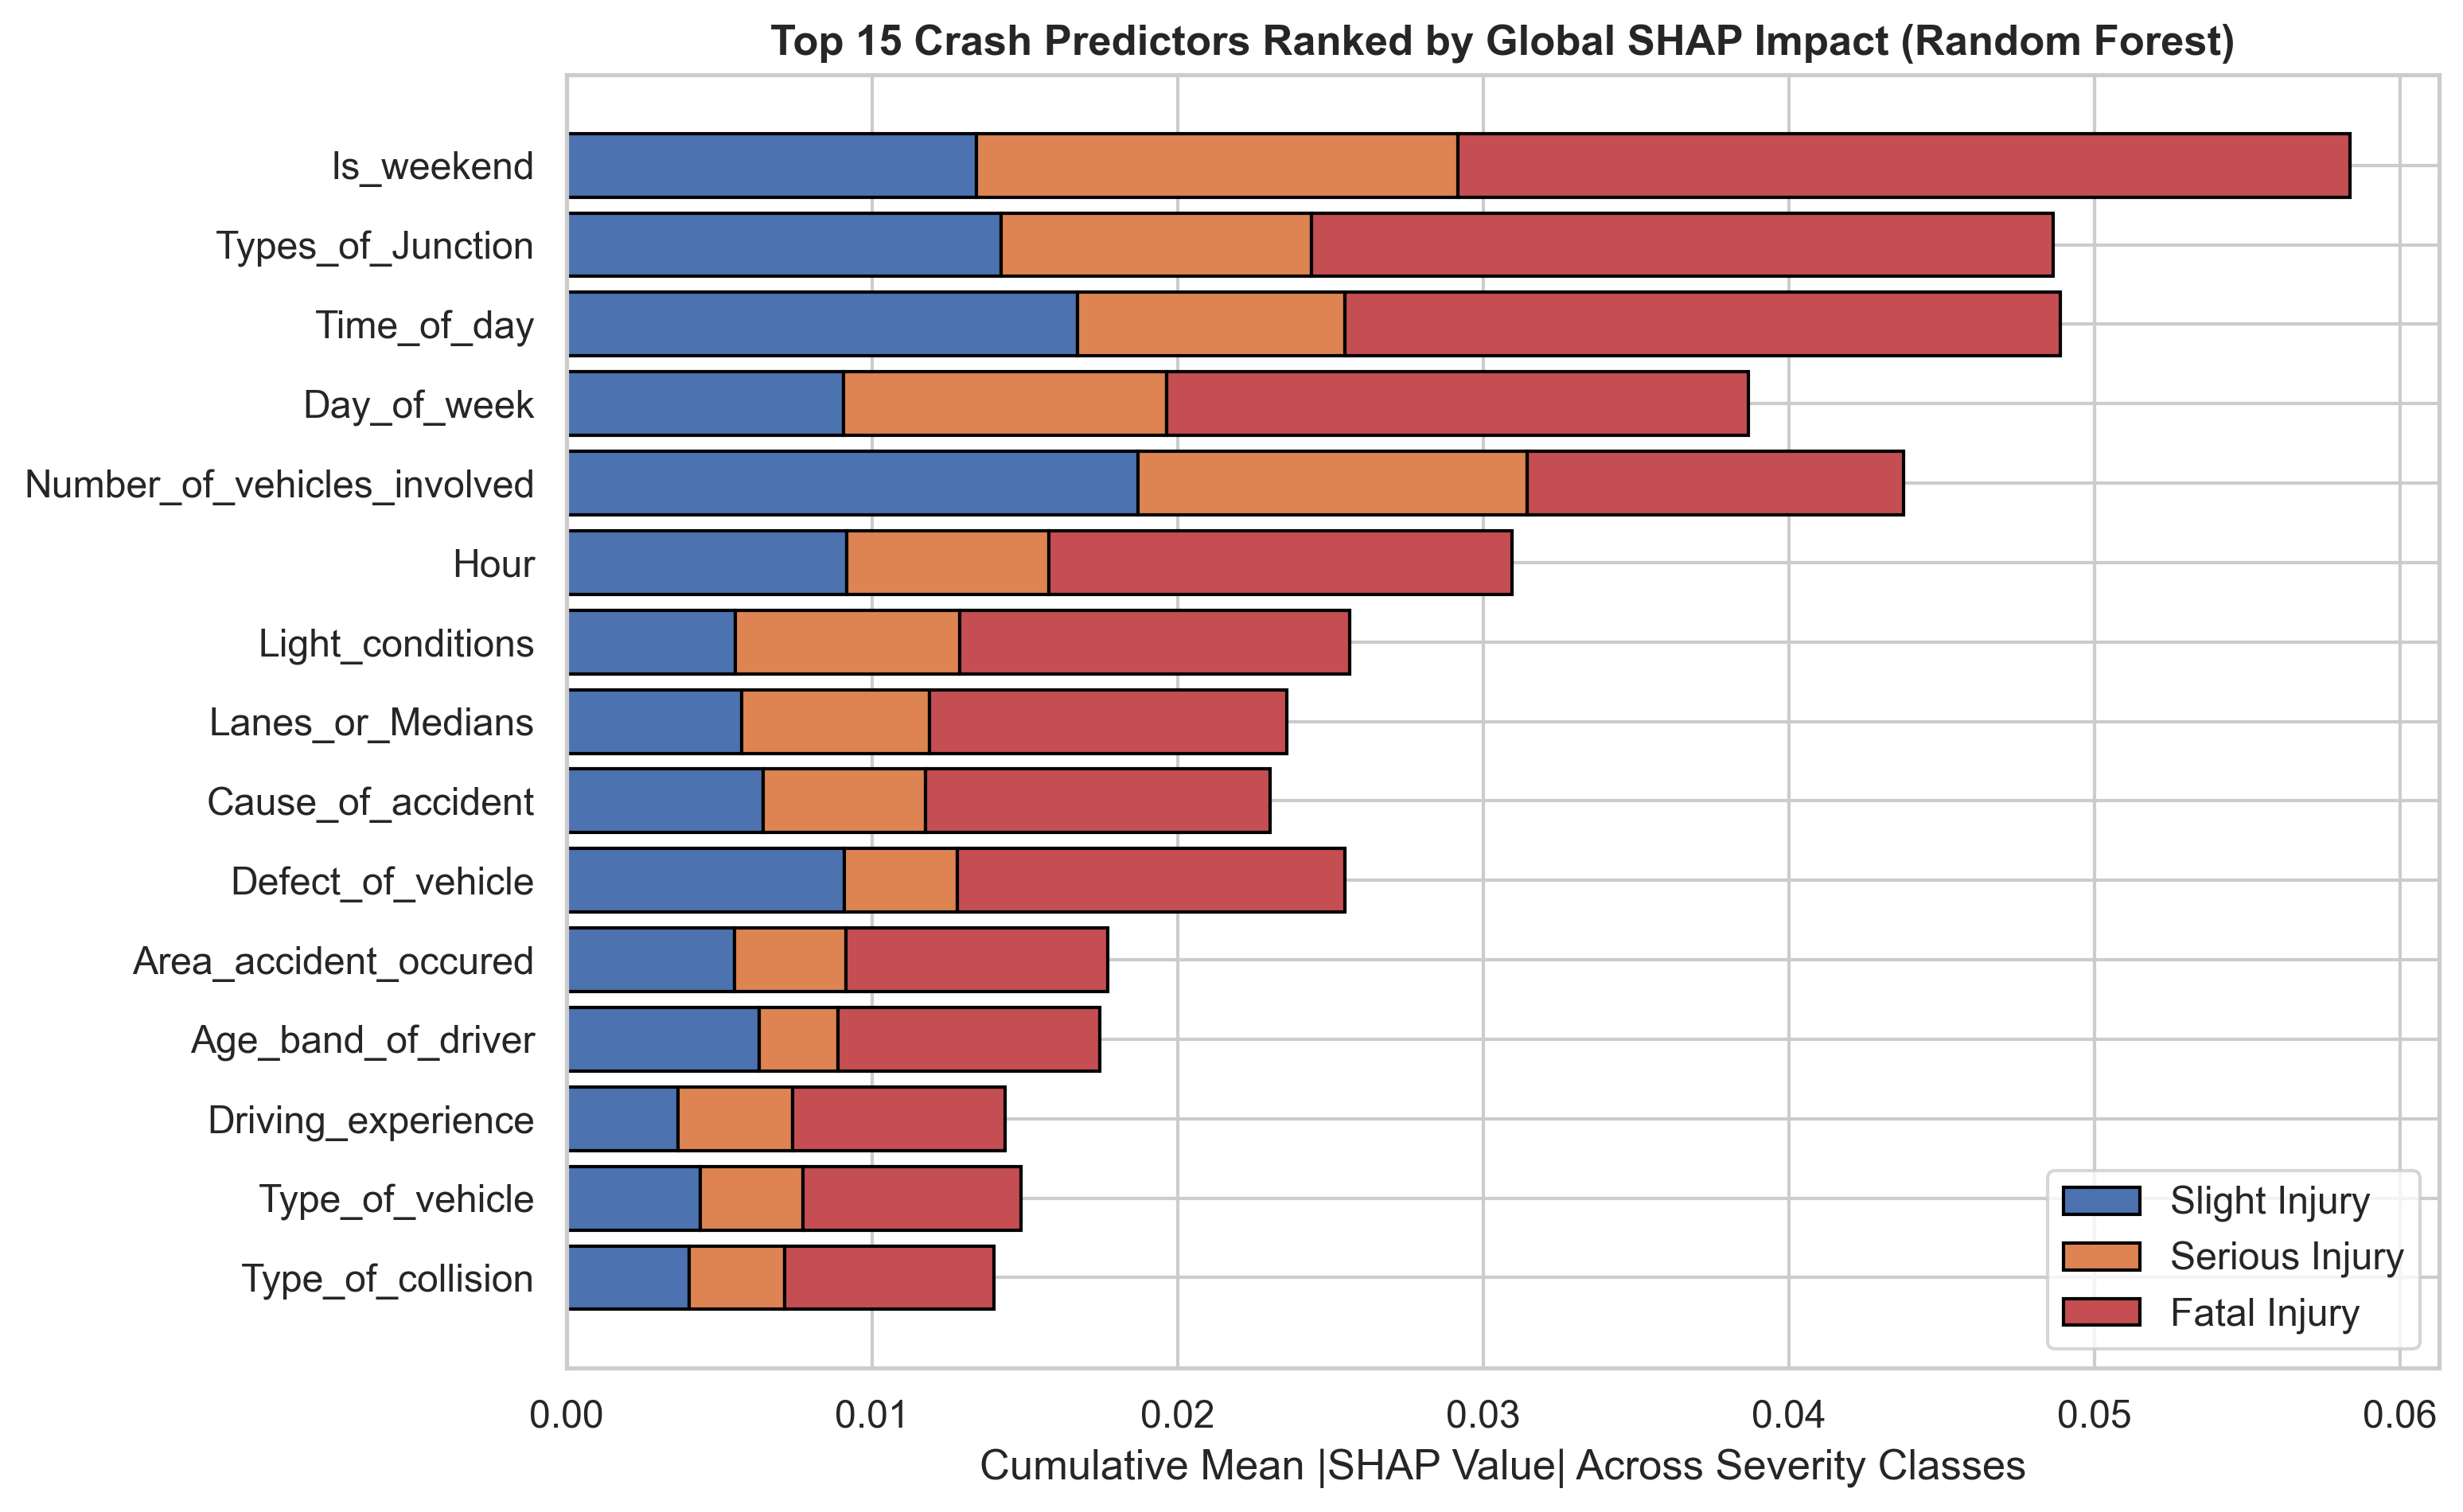 Top 15 Crash Predictors Ranked by Global SHAP Impact (Random Forest)
Is_weekend
Types_of_Junction
Time_of_day
Day_of_week
Number_of_vehicles_involved
Hour
Light_conditions
Lanes_or_Medians
Cause_of_accident
Defect_of_vehicle
Area_accident_occured
Age_band_of_driver
Driving_experience
Type_of_vehicle
Type_of_collision
Slight Injury
Serious Injury
Fatal Injury
0.00 0.01 0.02 0.03 0.04 0.05 0.06
Cumulative Mean |SHAP Value| Across Severity Classes